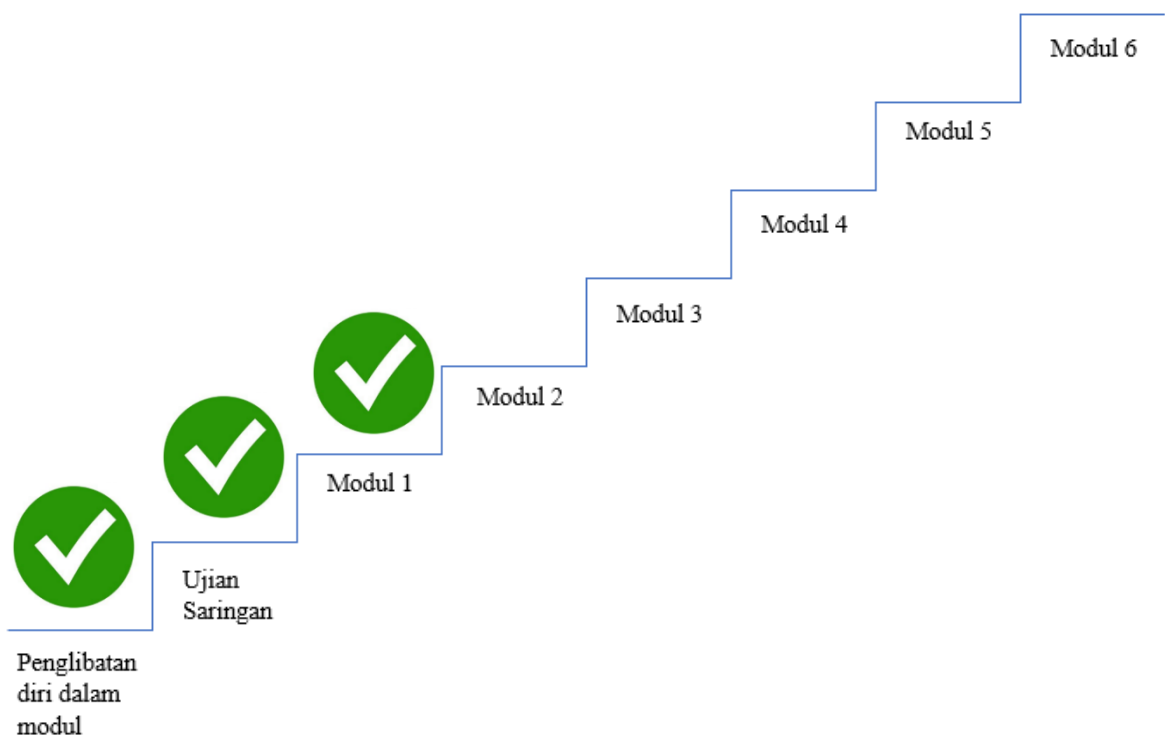 Modul 6
Modul 5
Modul 4
Modul 3
Modul 2
Modul 1
Ujian
Saringan
Penglibatan
diri dalam
modul